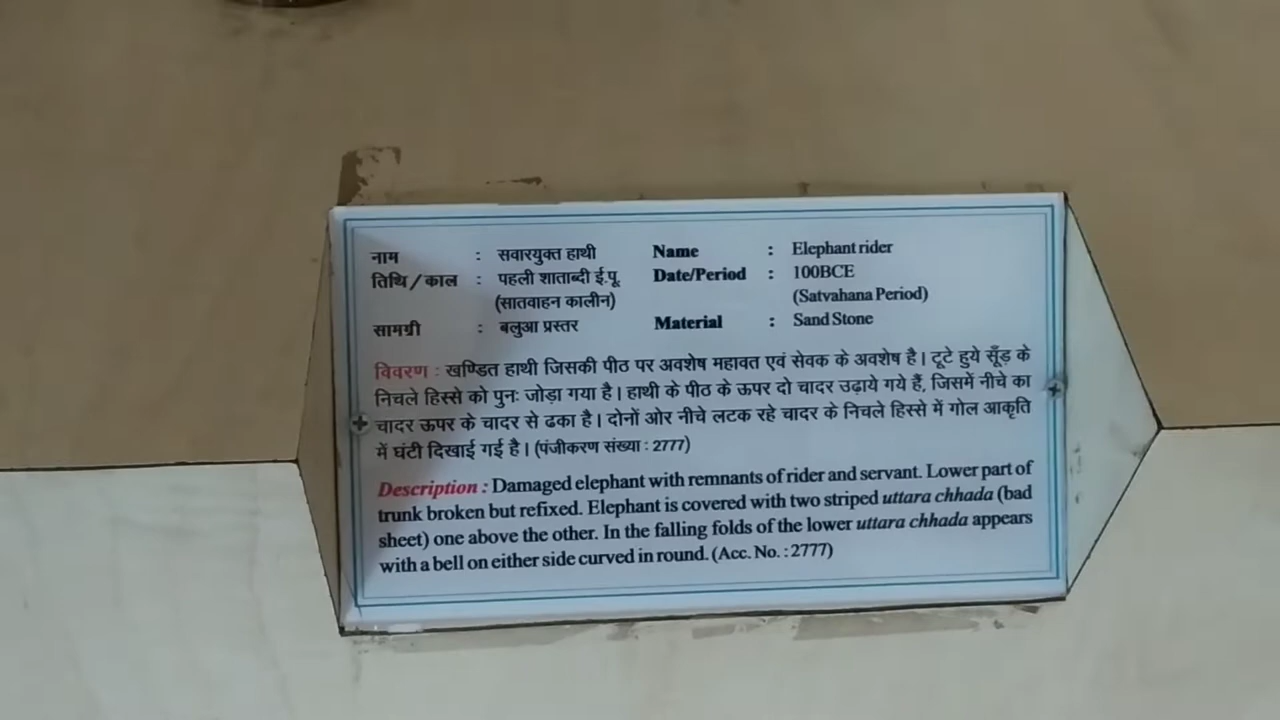 नाम : सवारयुक्त हाथी Name : Elephant rider
तिथि / काल : पहली शाताब्दी ई.पू. Date/Period : 100BCE
(सातवाहन कालीन) (Satvahana Period)
सामग्री : बलुआ प्रस्तर Material : Sand Stone
विवरण : खण्डित हाथी जिसकी पीठ पर अवशेष महावत एवं सेवक के अवशेष है। टूटे हुये सूँड़ के
निचले हिस्से को पुनः जोड़ा गया है। हाथी के पीठ के ऊपर दो चादर उढ़ाये गये हैं, जिसमें नीचे का
चादर ऊपर के चादर से ढका है। दोनों ओर नीचे लटक रहे चादर के निचले हिस्से में गोल आकृति
में घंटी दिखाई गई है। (पंजीकरण संख्या : 2777)
Description : Damaged elephant with remnants of rider and servant. Lower part of
trunk broken but refixed. Elephant is covered with two striped uttara chhada (bad
sheet) one above the other. In the falling folds of the lower uttara chhada appears
with a bell on either side curved in round. (Acc. No. : 2777)